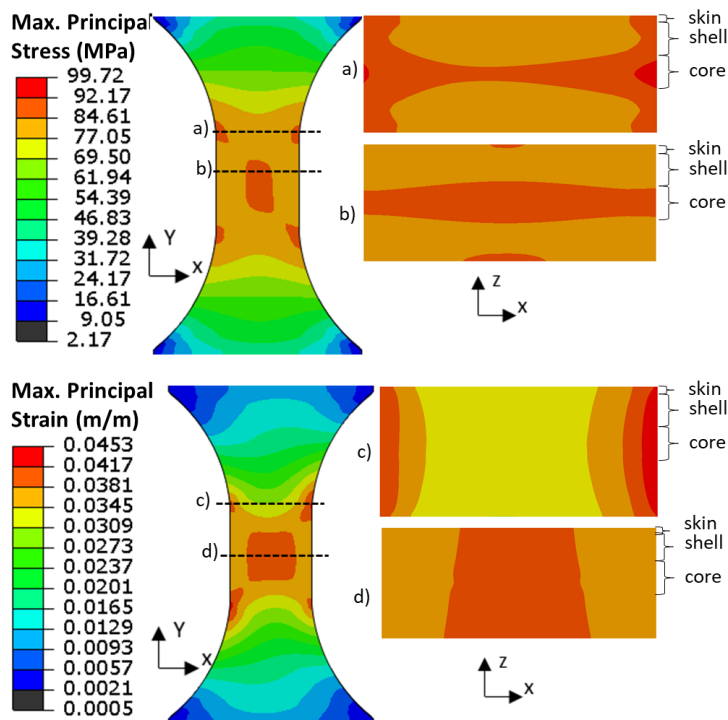 Max. Principal
Stress (MPa)
99.72
92.17
84.61
77.05
69.50
61.94
54.39
46.83
39.28
31.72
24.17
16.61
9.05
2.17
a)
b)
Y
x
a)
skin
shell
core
b)
skin
shell
core
z
x
Max. Principal
Strain (m/m)
0.0453
0.0417
0.0381
0.0345
0.0309
0.0273
0.0237
0.0201
0.0165
0.0129
0.0093
0.0057
0.0021
0.0005
c)
d)
Y
x
c)
skin
shell
core
d)
skin
shell
core
z
x